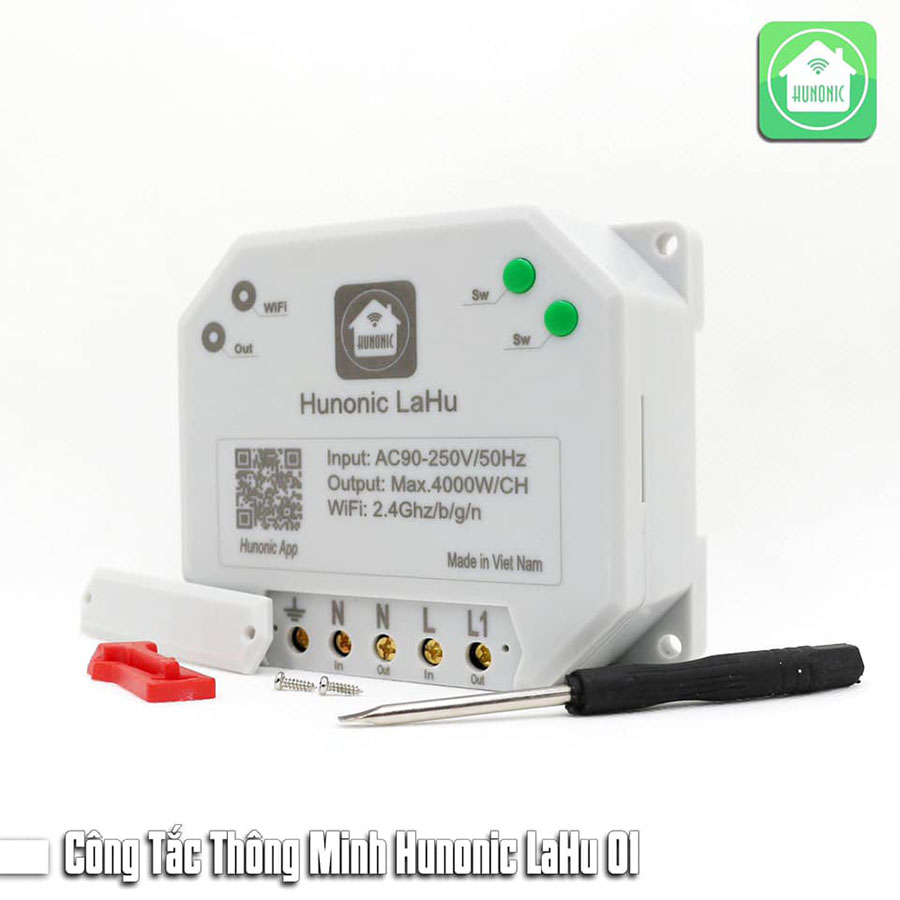 HUNONIC
WiFi
Out
HUNONIC
Sw
Sw
Hunonic LaHu
Input: AC90-250V/50Hz
Output: Max.4000W/CH
WiFi: 2.4Ghz/b/g/n
Hunonic App
Made in Viet Nam
N N L L1
In Out In Out
Công Tắc Thông Minh Hunonic LaHu 01